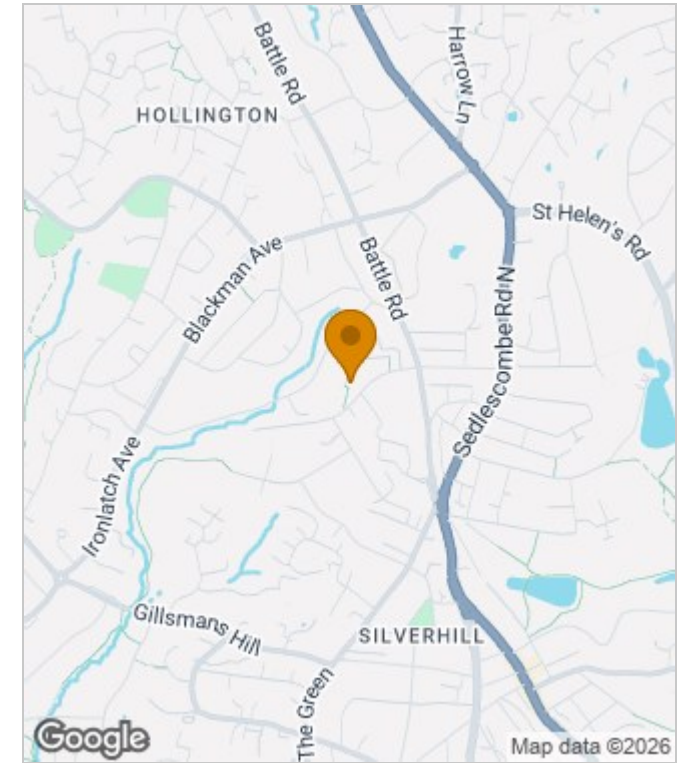 Battle Rd
Harrow Ln
HOLLINGTON
St Helen's Rd
Blackman Ave
Battle Rd
Sedlescombe Rd N
Ironlatch Ave
Gillsmans Hill
SILVERHILL
The Green
Google
Map data ©2026